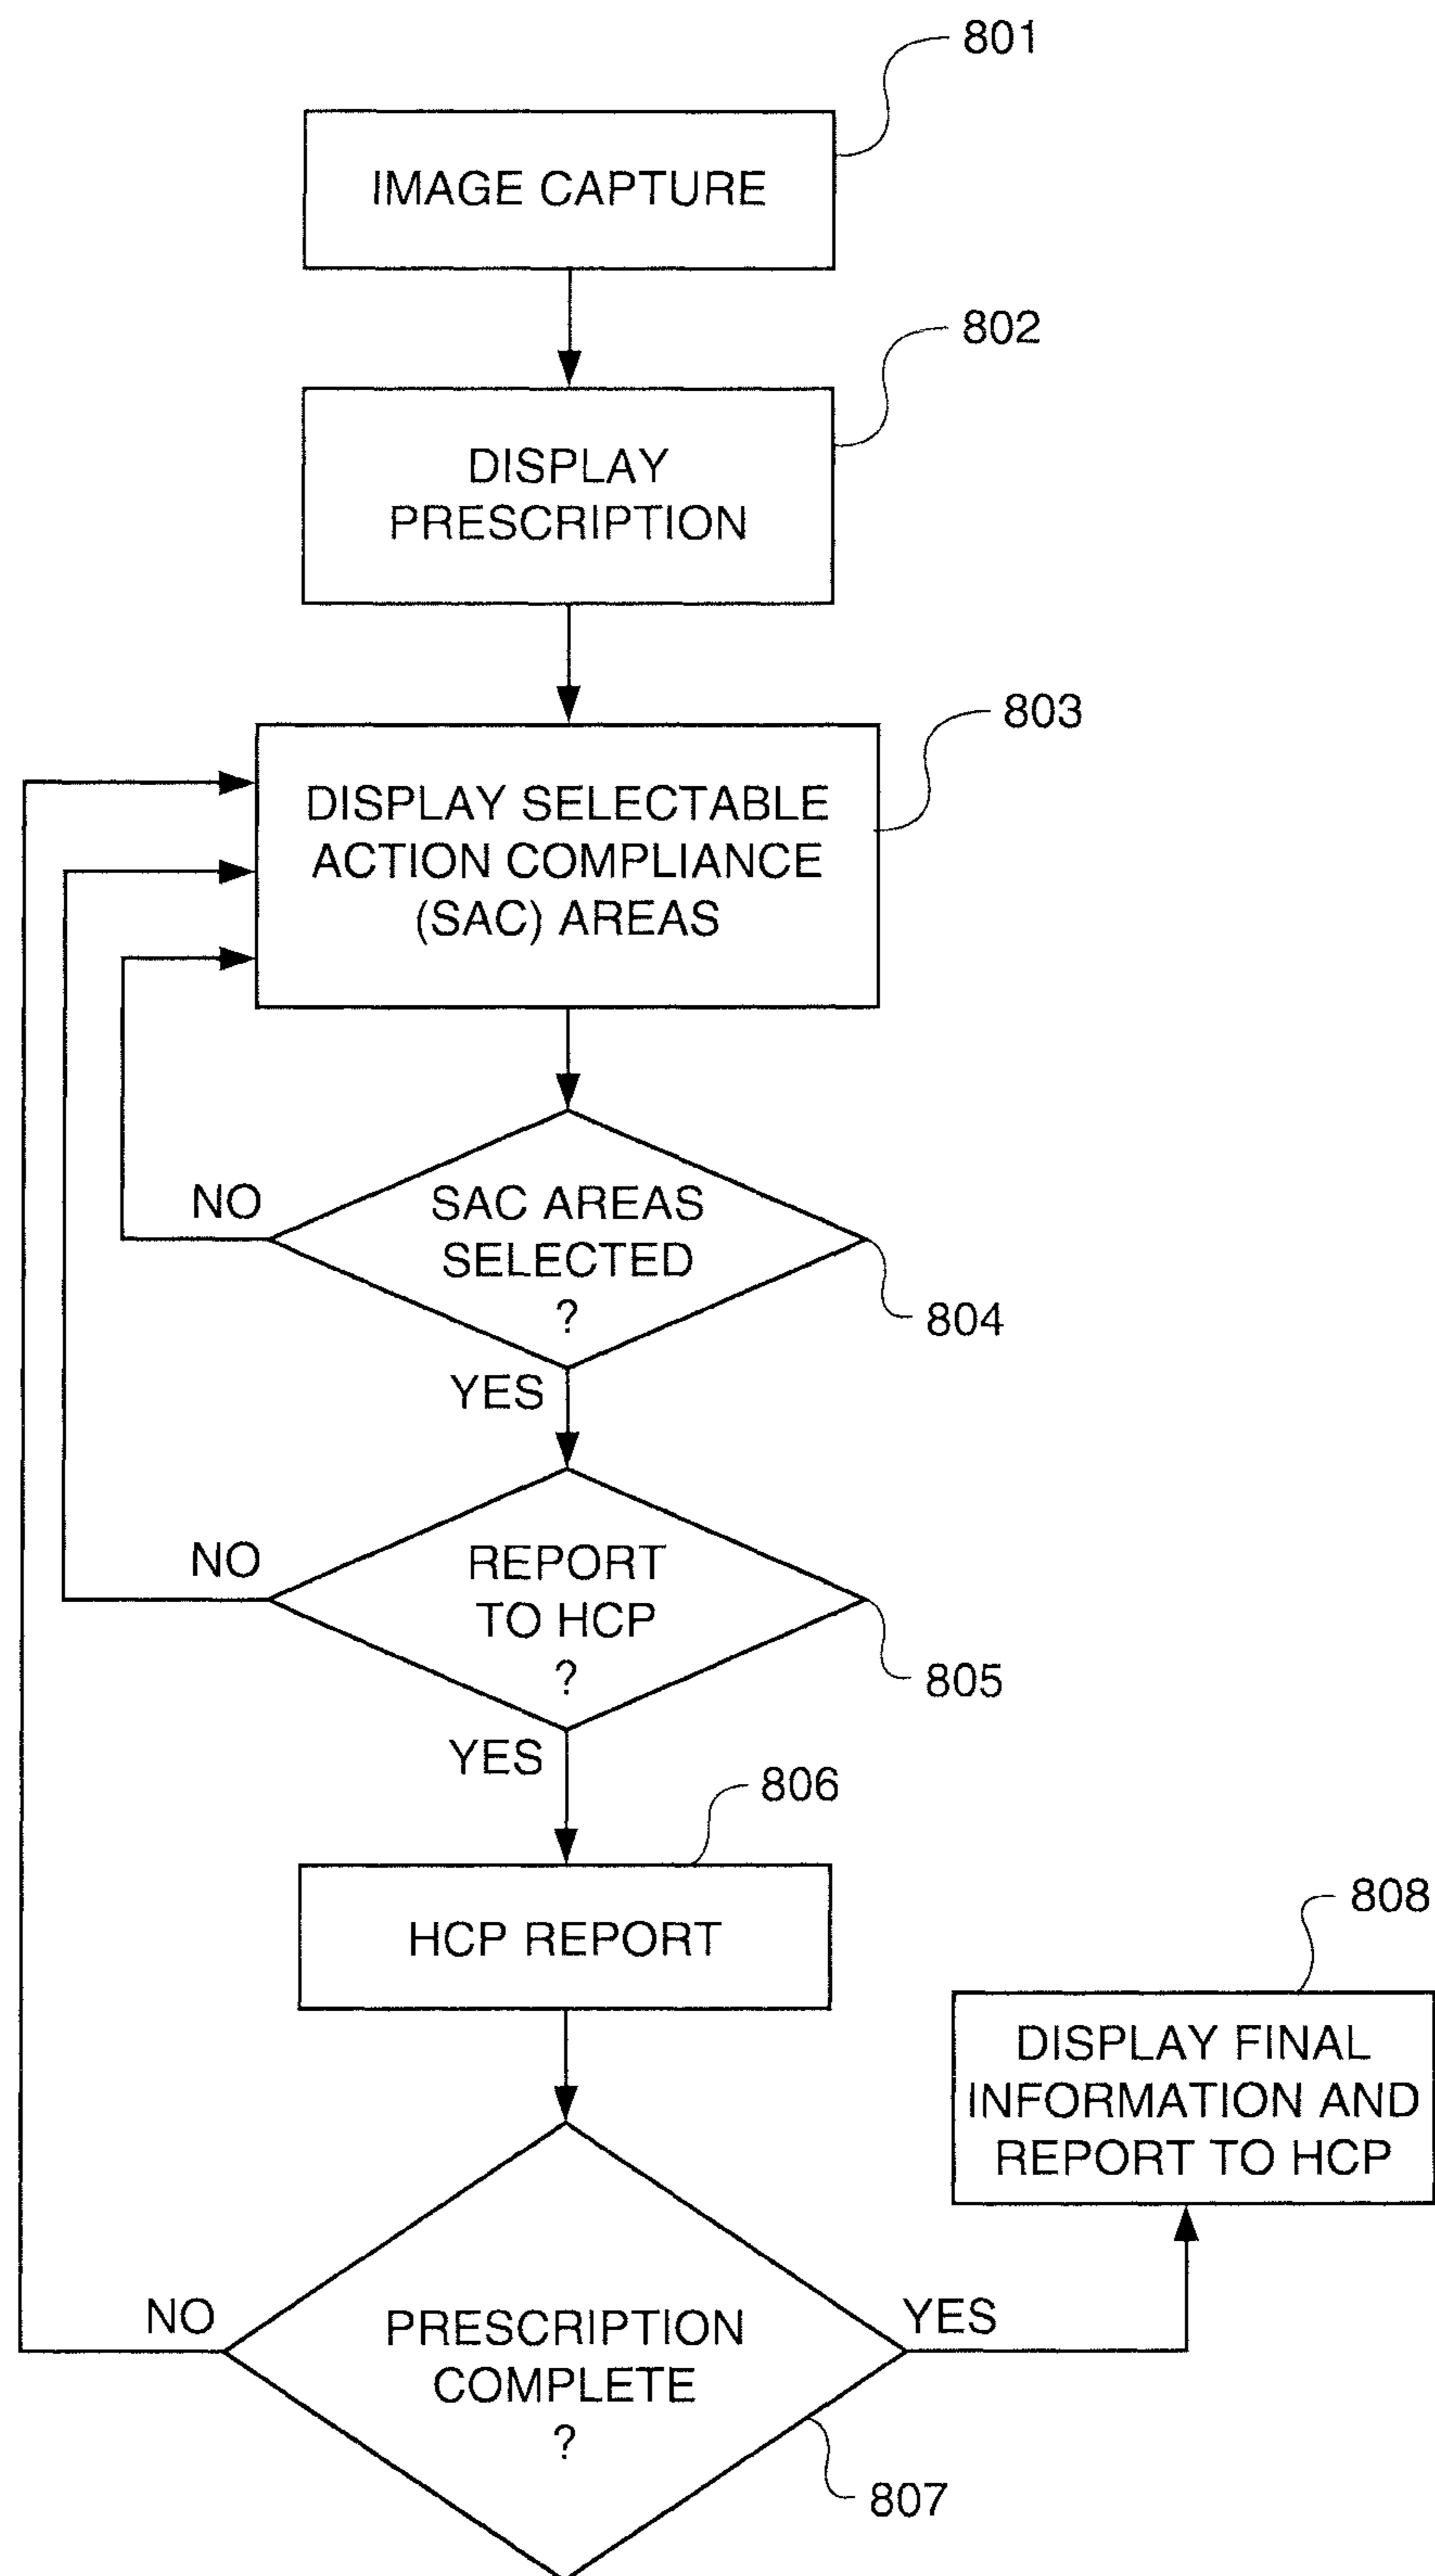 801
IMAGE CAPTURE
802
DISPLAY
PRESCRIPTION
803
DISPLAY SELECTABLE
ACTION COMPLIANCE
(SAC) AREAS
NO
SAC AREAS
SELECTED
?
804
YES
NO
REPORT
TO HCP
?
805
YES
806
HCP REPORT
808
DISPLAY FINAL
INFORMATION AND
REPORT TO HCP
NO
PRESCRIPTION
COMPLETE
?
YES
807